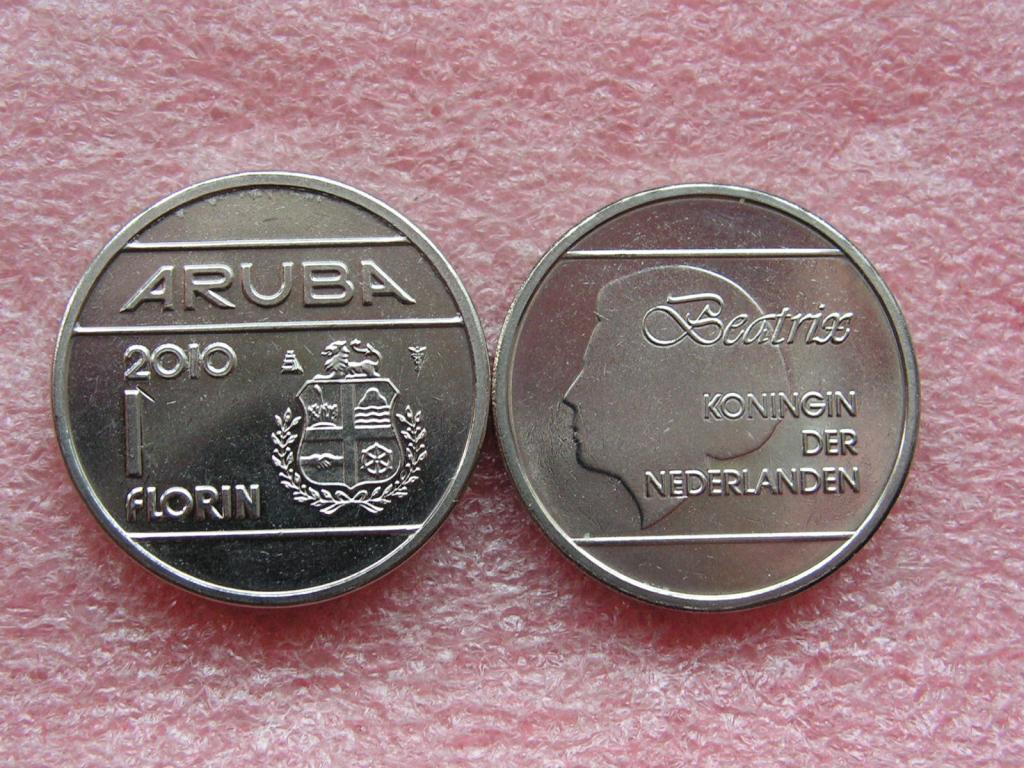 ARUBA
2010
1
FLORIN
Beatrix
KONINGIN
DER
NEDERLANDEN